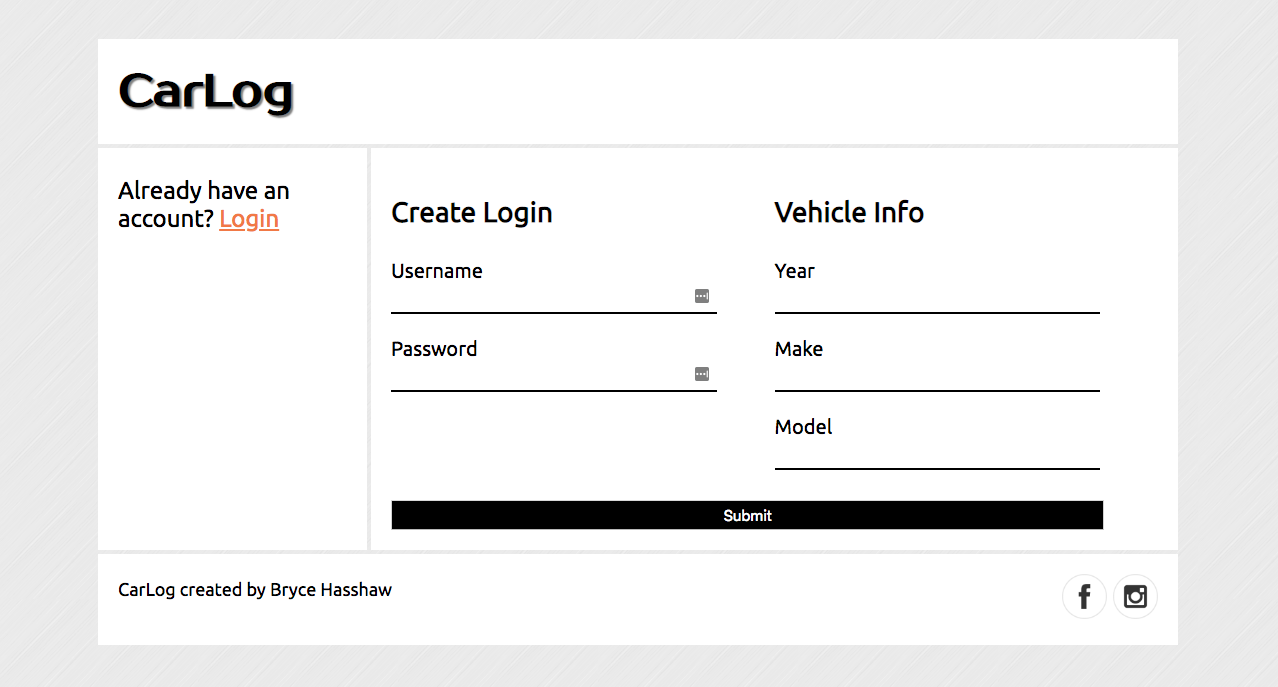 CarLog
Already have an
account? Login
Create Login
Username
Password
Vehicle Info
Year
Make
Model
Submit
CarLog created by Bryce Hasshaw